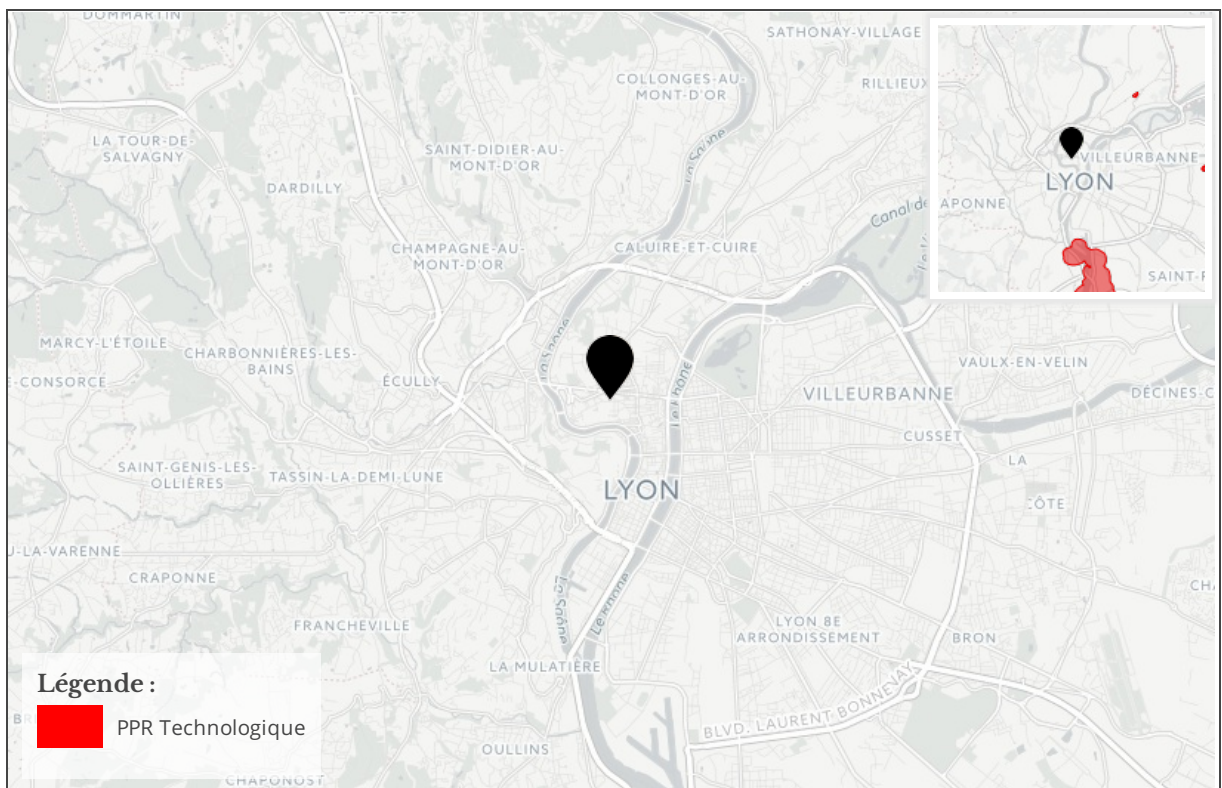 DOMMARTIN
SATHONAY-VILLAGE
COLLONGES-AU-
MONT-D'OR
RILLIEUX
LA TOUR-DE-
SALVAGNY
SAINT-DIDIER-AU-
MONT-D'OR
La Saône
DARDILLY
Canal de
CHAMPAGNE-AU-
MONT-D'OR
CALUIRE-ET-CUIRE
VILLEURBANNE
LYON
APONNE
SAINT-P
La Saône
MARCY-L'ÉTOILE
CHARBONNIÈRES-LES-
BAINS
E-CONSORCE
ÉCULLY
Le Rhône
VILLEURBANNE
VAULX-EN-VELIN
DÉCINES-C
CUSSET
SAINT-GENIS-LES-
OLLIÈRES
TASSIN-LA-DEMI-LUNE
LA
CÔTE
LYON
U-LA-VARENNE
CRAPONNE
CHA
La Saône
Le Rhône
FRANCHEVILLE
LYON 8E
ARRONDISSEMENT
BRON
LA MULATIÈRE
BLVD. LAURENT BONNEVAY
OULLINS
Légende :
BR
PPR Technologique
CHAPONOST